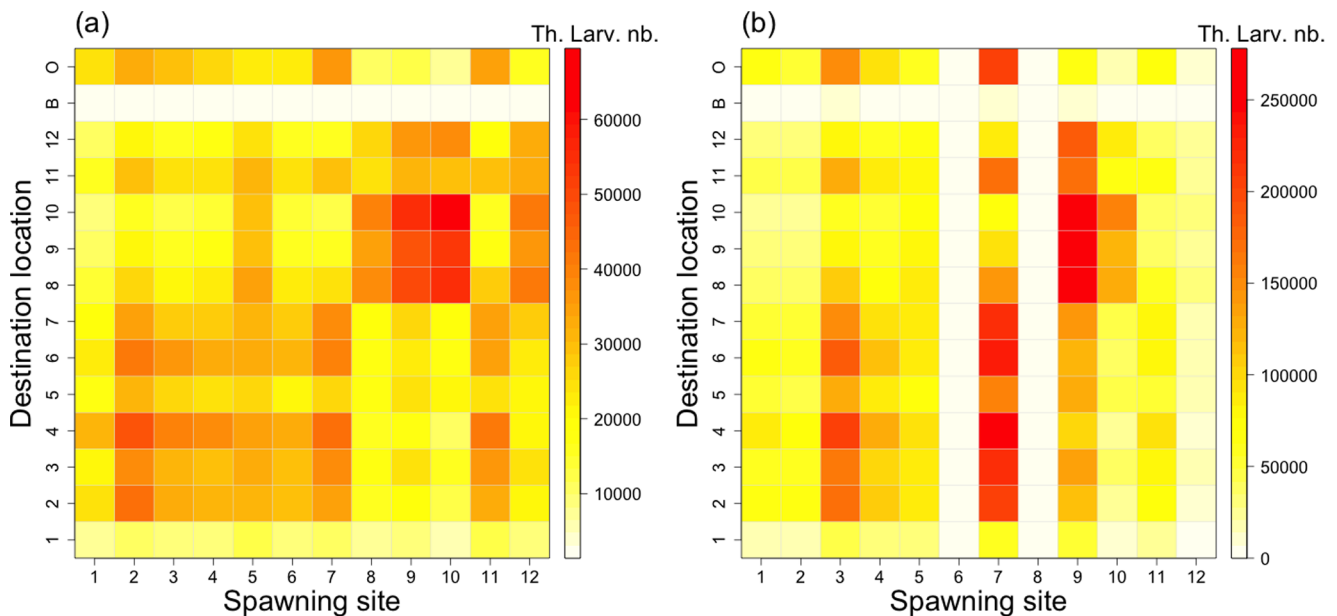 (a)
Th. Larv. nb.
Destination location
O
B
12
11
10
9
8
7
6
5
4
3
2
1
1 2 3 4 5 6 7 8 9 10 11 12
Spawning site
60000
50000
40000
30000
20000
10000
(b)
Th. Larv. nb.
Destination location
O
B
12
11
10
9
8
7
6
5
4
3
2
1
1 2 3 4 5 6 7 8 9 10 11 12
Spawning site
250000
200000
150000
100000
50000
0